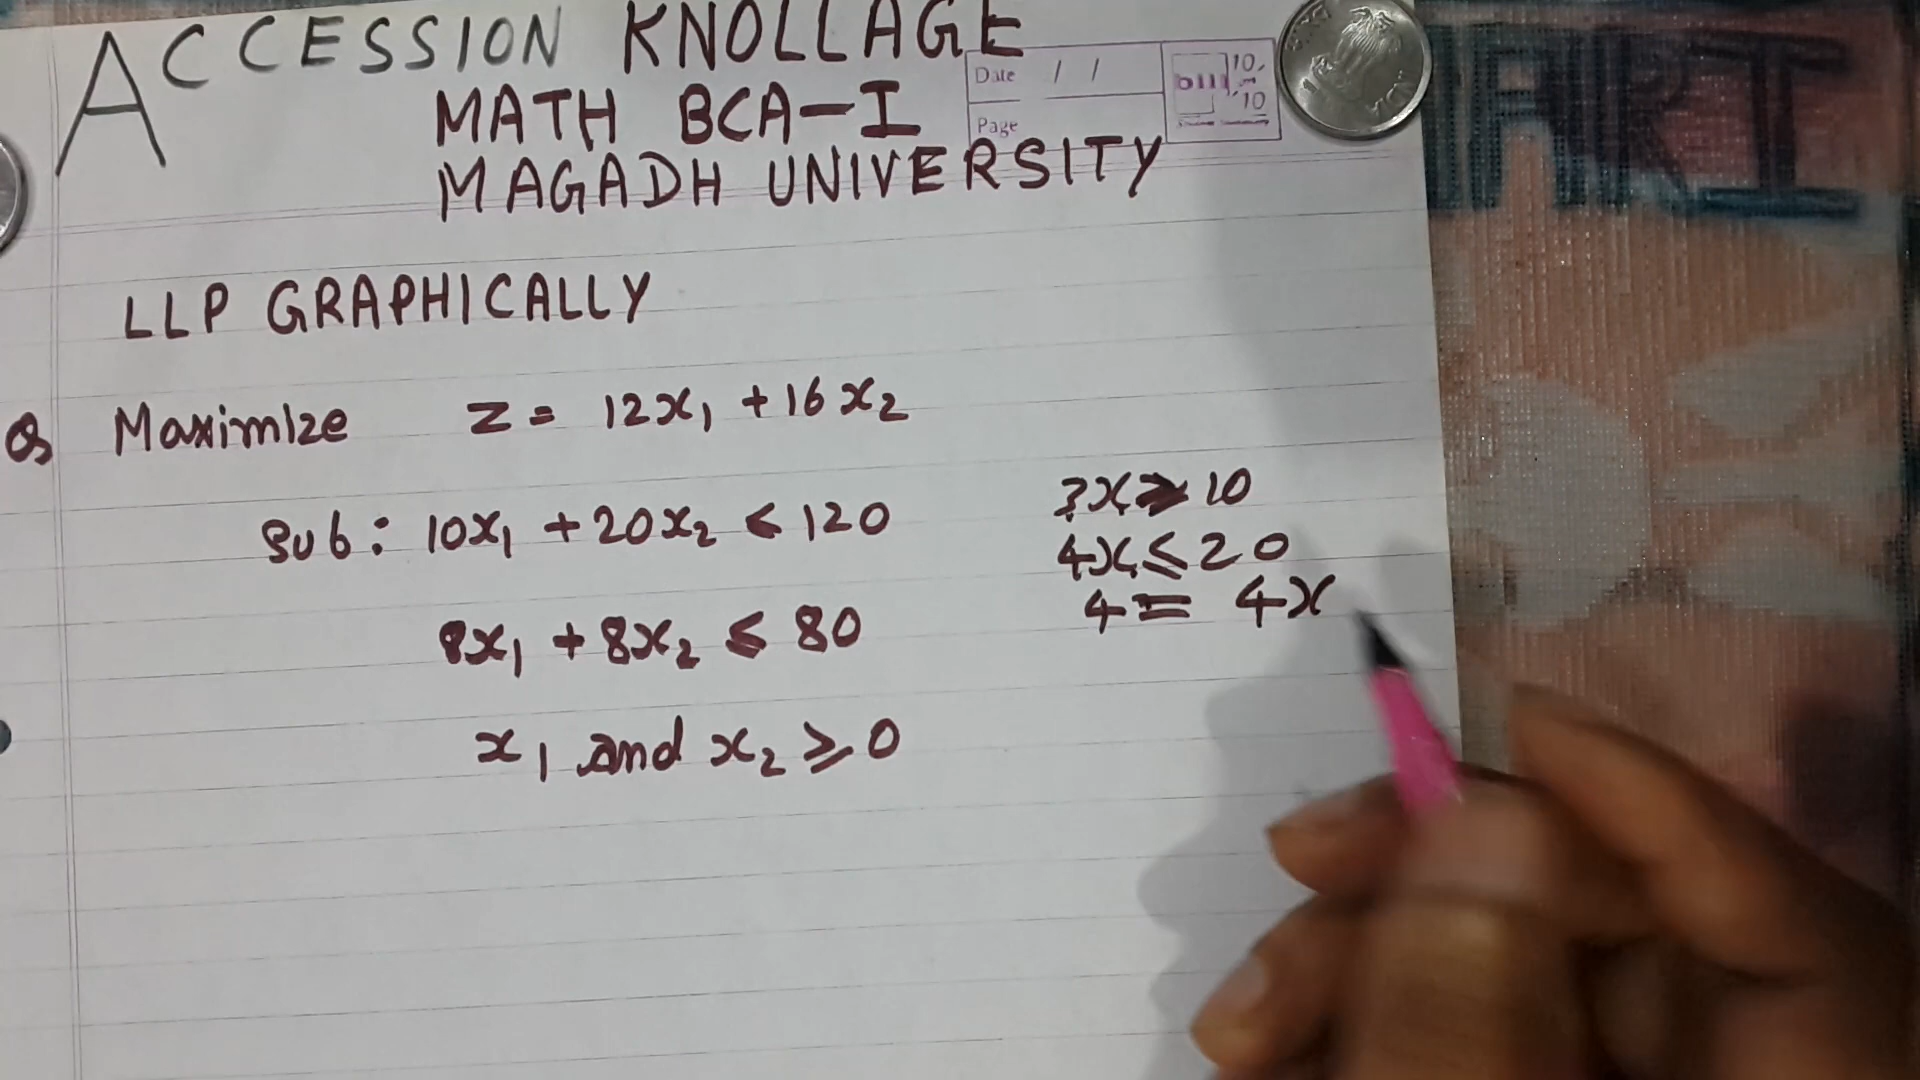 ACCESSION KNOLLAGE
Date / /
Page
MATH BCA-I
MAGADH UNIVERSITY
LLP GRAPHICALLY
Q Maximize z = 12x₁ + 16x₂
Sub: 10x₁ + 20x₂ ≤ 120
8x₁ + 8x₂ ≤ 80
x₁ and x₂ ≥ 0
3x ≥ 10
4x ≤ 20
4 = 4x